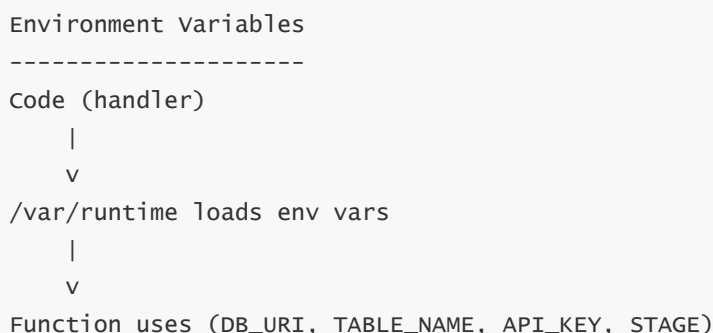 Environment Variables
---------------------
Code (handler)
|
v
/var/runtime loads env vars
|
v
Function uses (DB_URI, TABLE_NAME, API_KEY, STAGE)